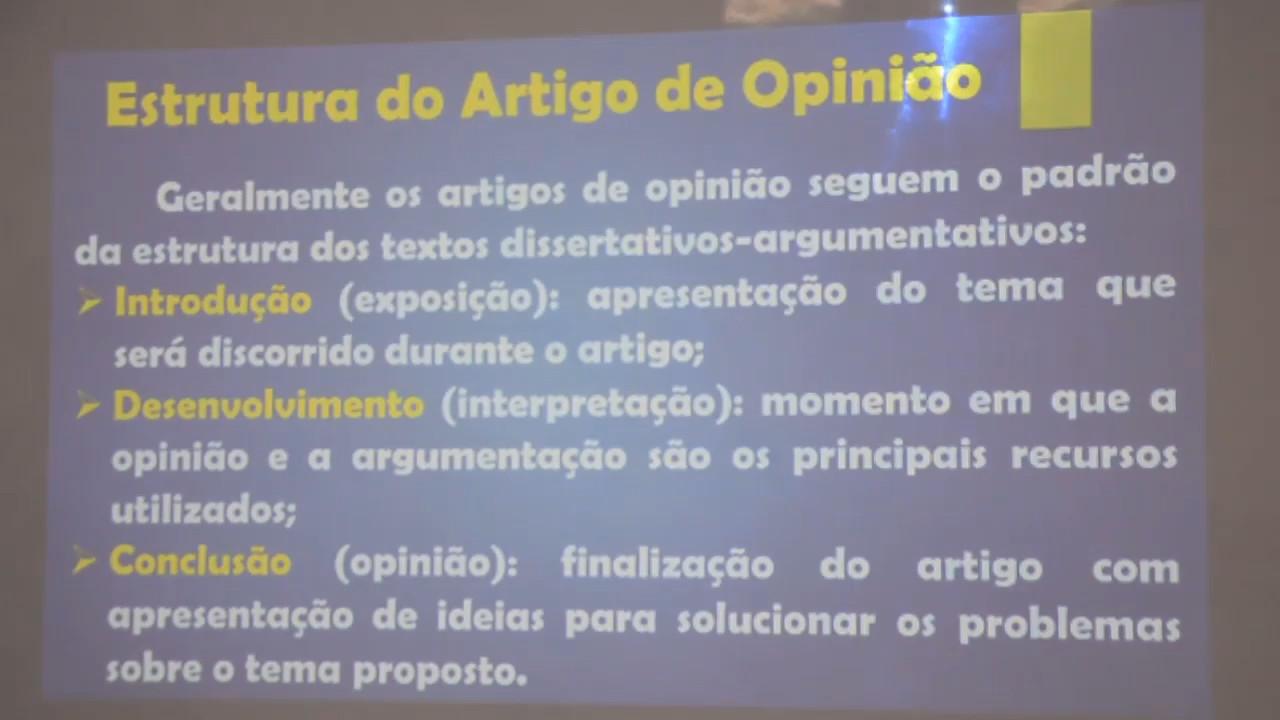 Estrutura do Artigo de Opinião
Geralmente os artigos de opinião seguem o padrão
da estrutura dos textos dissertativos-argumentativos:
➤ Introdução (exposição): apresentação do tema que
será discorrido durante o artigo;
➤ Desenvolvimento (interpretação): momento em que a
opinião e a argumentação são os principais recursos
utilizados;
➤ Conclusão (opinião): finalização do artigo com
apresentação de ideias para solucionar os problemas
sobre o tema proposto.